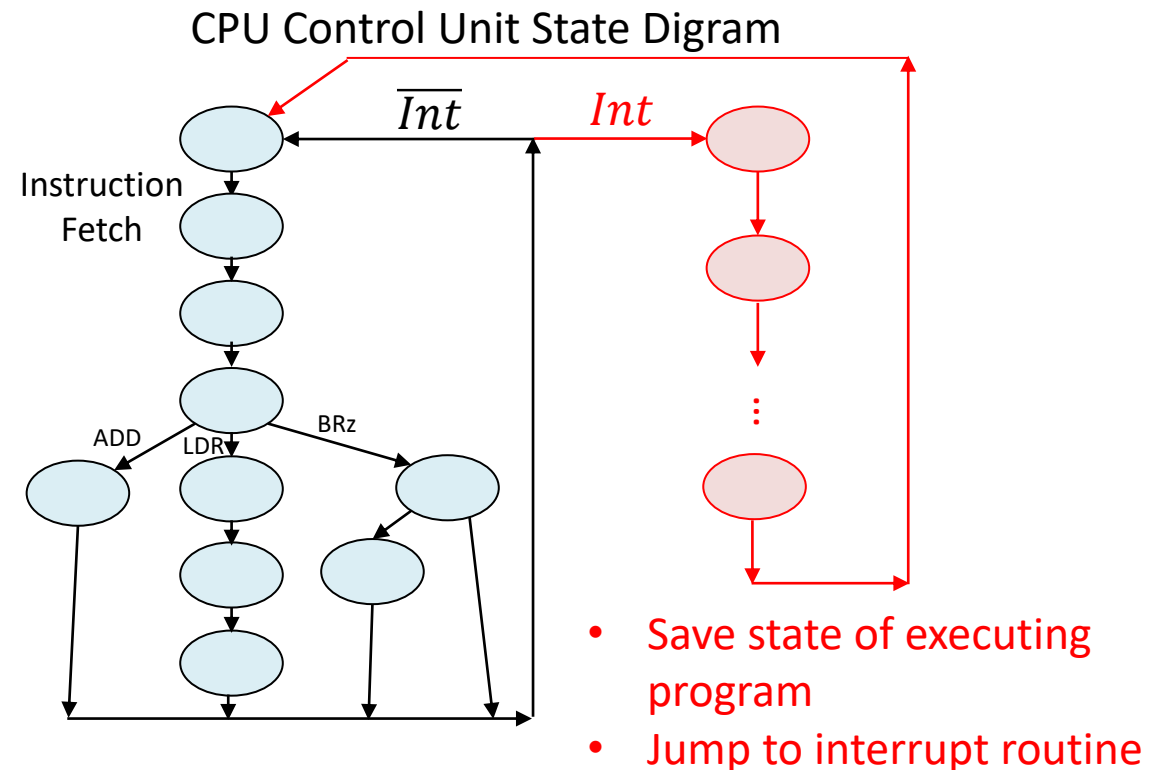 CPU Control Unit State Digram
$\overline{Int}$
Int
Instruction
Fetch
ADD
LDR
BRz
...
• Save state of executing
program
• Jump to interrupt routine